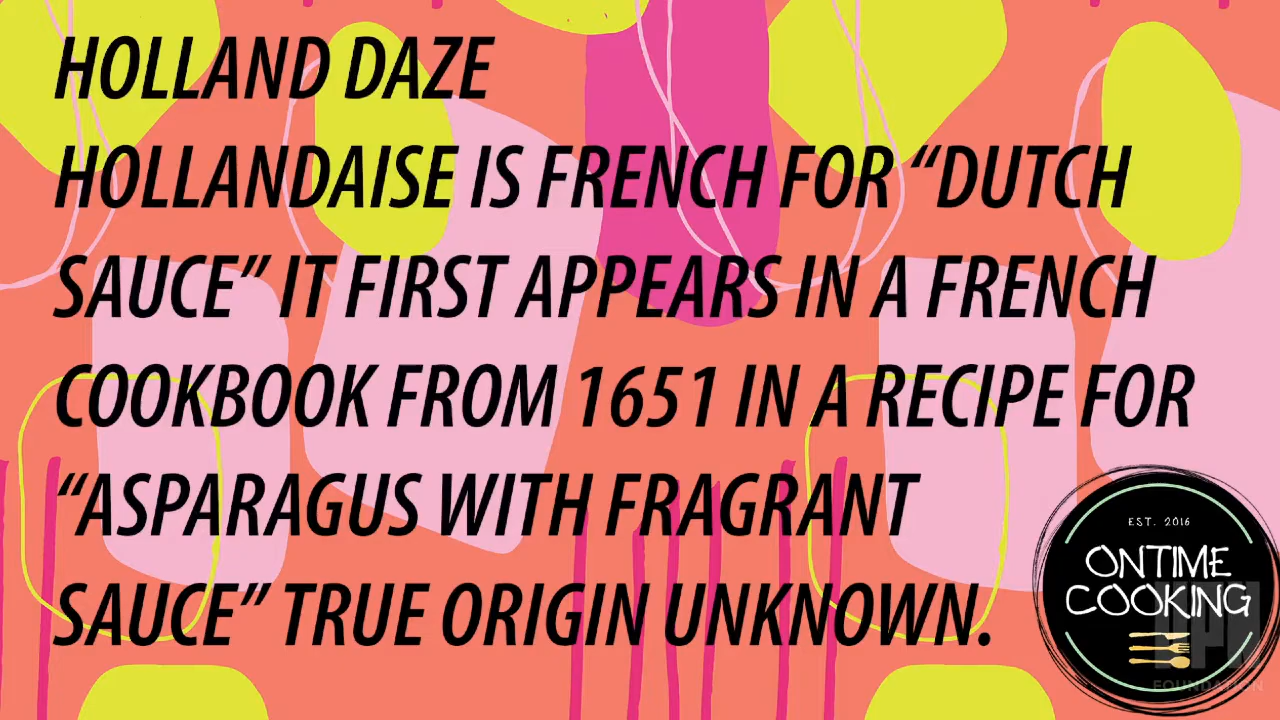 HOLLAND DAZE
HOLLANDAISE IS FRENCH FOR “DUTCH
SAUCE” IT FIRST APPEARS IN A FRENCH
COOKBOOK FROM 1651 IN A RECIPE FOR
“ASPARAGUS WITH FRAGRANT
SAUCE” TRUE ORIGIN UNKNOWN.
EST. 2016
ONTIME
COOKING
FOUNDATION